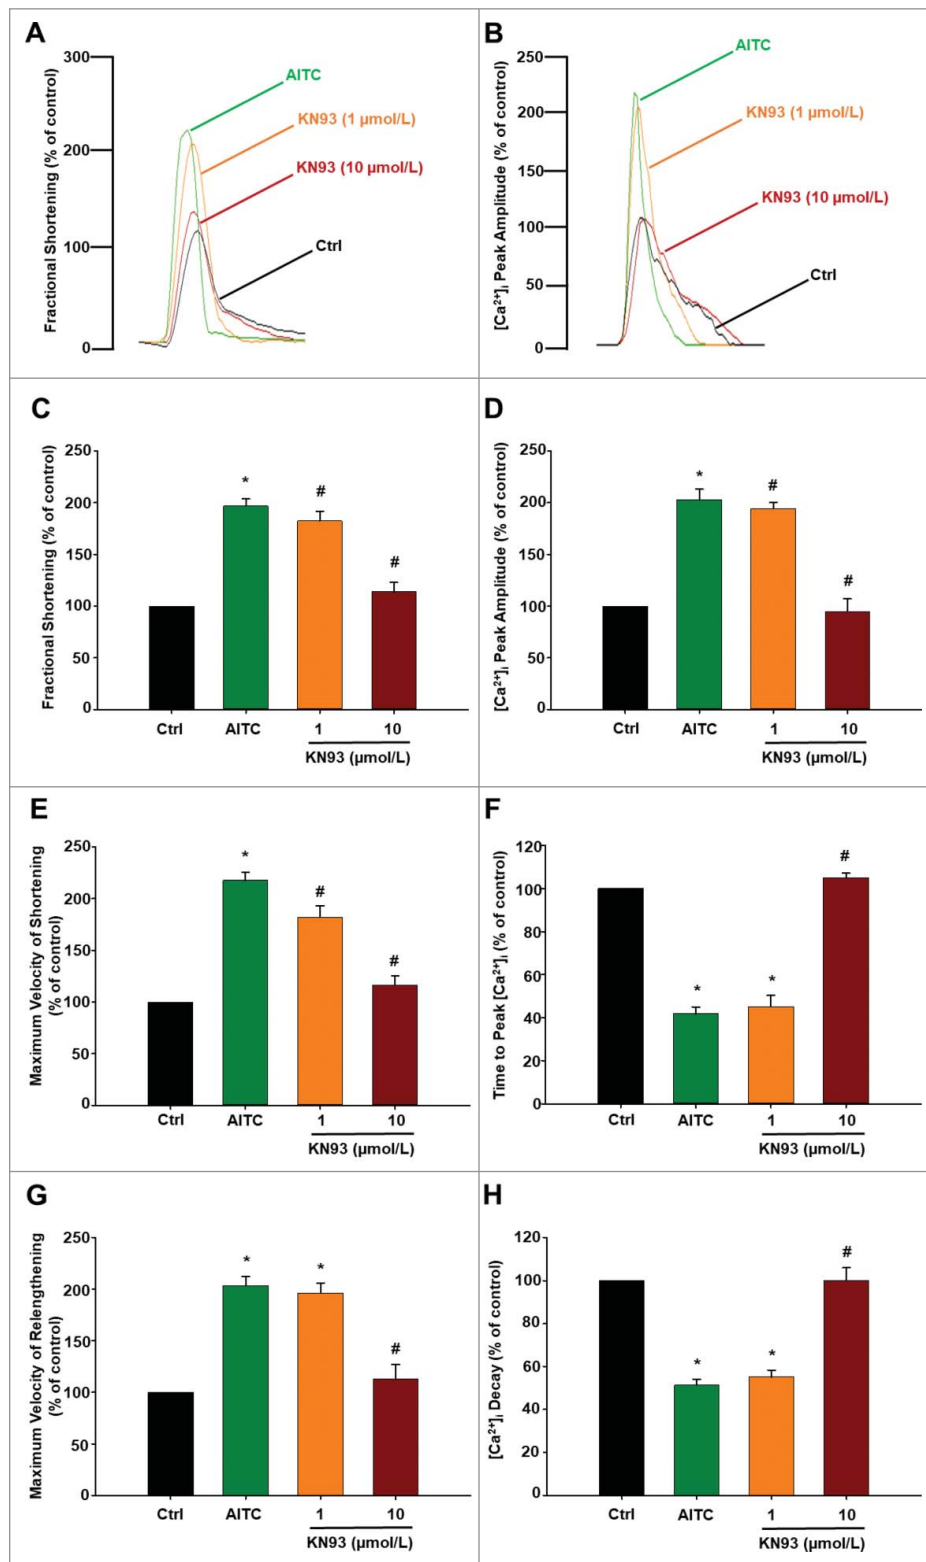 A
Fractional Shortening (% of control)
300
200
100
0
AITC
KN93 (1 µmol/L)
KN93 (10 µmol/L)
Ctrl
B
[Ca²⁺]ᵢ Peak Amplitude (% of control)
250
200
150
100
50
0
AITC
KN93 (1 µmol/L)
KN93 (10 µmol/L)
Ctrl
C
Fractional Shortening (% of control)
250
200
150
100
50
0
*
#
#
Ctrl AITC 1 10
KN93 (µmol/L)
D
[Ca²⁺]ᵢ Peak Amplitude (% of control)
250
200
150
100
50
0
*
#
#
Ctrl AITC 1 10
KN93 (µmol/L)
E
Maximum Velocity of Shortening
(% of control)
250
200
150
100
50
0
*
#
#
Ctrl AITC 1 10
KN93 (µmol/L)
F
Time to Peak [Ca²⁺]ᵢ (% of control)
120
100
80
60
40
20
0
*
*
#
Ctrl AITC 1 10
KN93 (µmol/L)
G
Maximum Velocity of Relengthening
(% of control)
250
200
150
100
50
0
*
*
#
Ctrl AITC 1 10
KN93 (µmol/L)
H
[Ca²⁺]ᵢ Decay (% of control)
120
100
80
60
40
20
0
*
*
#
Ctrl AITC 1 10
KN93 (µmol/L)